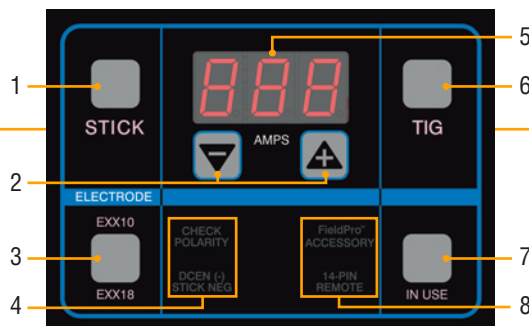 5
888
1
STICK
6
TIG
AMPS
2
ELECTRODE
EXX10
CHECK
POLARITY
FieldPro™
ACCESSORY
3
7
DCEN (-)
STICK NEG
14-PIN
REMOTE
EXX18
IN USE
4
8